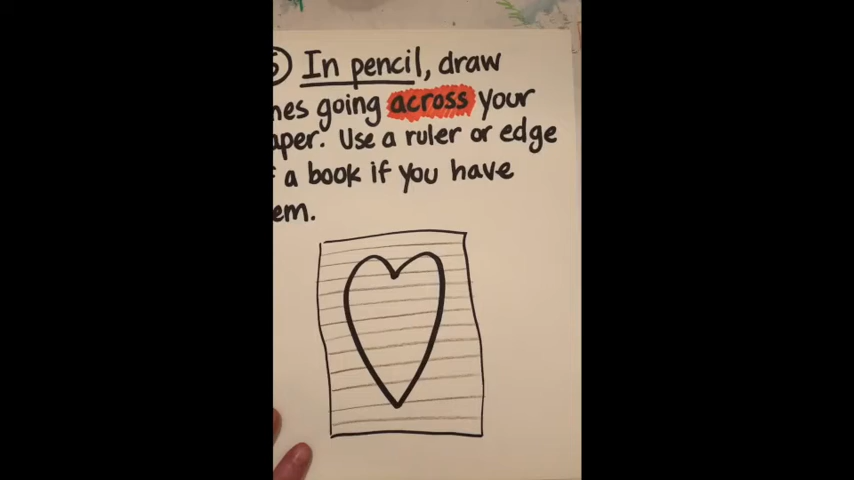 In pencil, draw
going across your
Use a ruler or edge
a book if you have